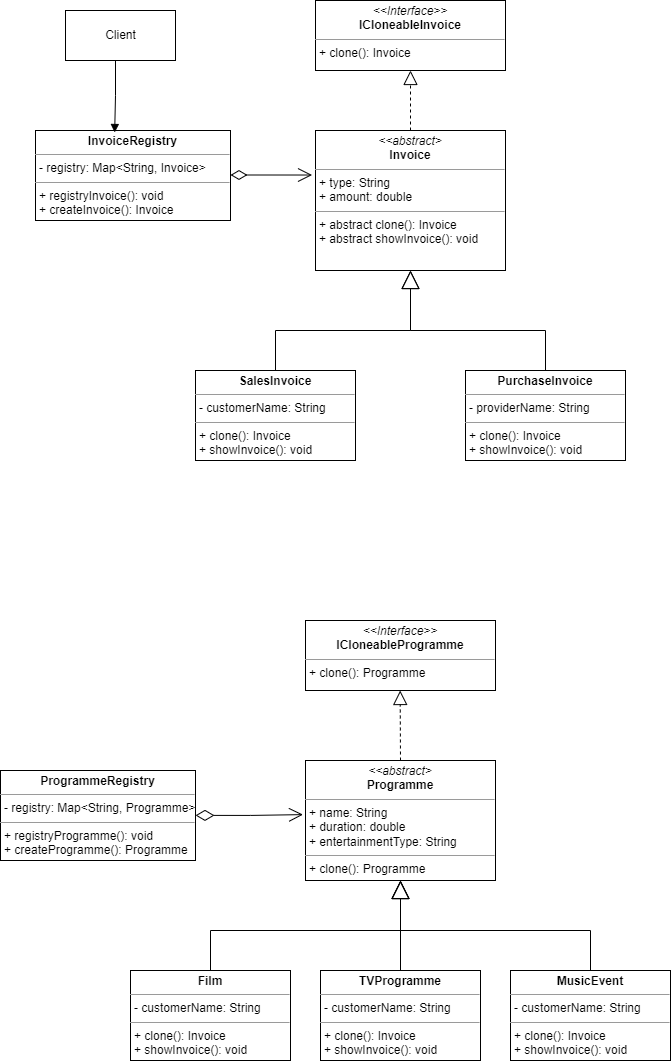 Client
<<Interface>>
ICloneableInvoice
+ clone(): Invoice
InvoiceRegistry
- registry: Map<String, Invoice>
+ registryInvoice(): void
+ createInvoice(): Invoice
<<abstract>
Invoice
+ type: String
+ amount: double
+ abstract clone(): Invoice
+ abstract showInvoice(): void
SalesInvoice
- customerName: String
+ clone(): Invoice
+ showInvoice(): void
PurchaseInvoice
- providerName: String
+ clone(): Invoice
+ showInvoice(): void
<<Interface>>
ICloneableProgramme
+ clone(): Programme
ProgrammeRegistry
- registry: Map<String, Programme>
+ registryProgramme(): void
+ createProgramme(): Programme
<<abstract>
Programme
+ name: String
+ duration: double
+ entertainmentType: String
+ clone(): Programme
Film
- customerName: String
+ clone(): Invoice
+ showInvoice(): void
TVProgramme
- customerName: String
+ clone(): Invoice
+ showInvoice(): void
MusicEvent
- customerName: String
+ clone(): Invoice
+ showInvoice(): void